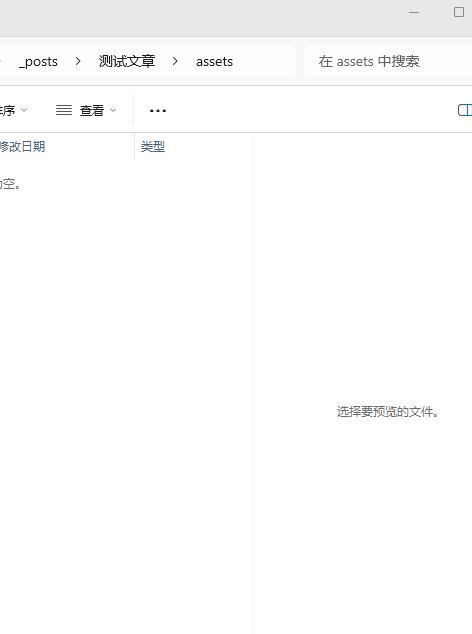 _posts > 测试文章 > assets
在 assets 中搜索
排序
查看
修改日期
类型
为空。
选择要预览的文件。